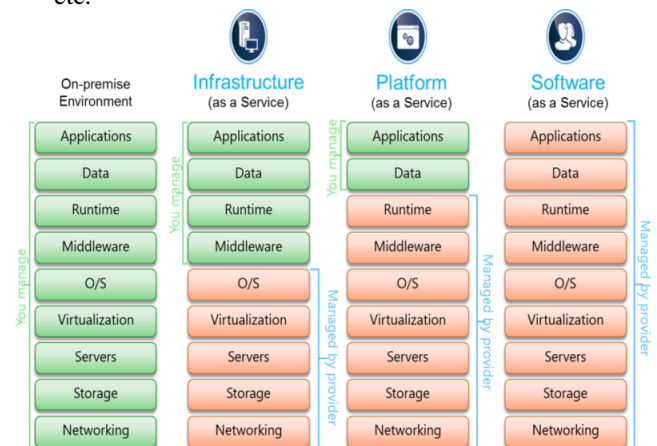 etc.
On-premise
Environment
Infrastructure
(as a Service)
Platform
(as a Service)
Software
(as a Service)
You manage
Applications
Data
Runtime
Middleware
O/S
Virtualization
Servers
Storage
Networking
You manage
Applications
Data
Runtime
Middleware
O/S
Virtualization
Servers
Storage
Networking
Managed by provider
You manage
Applications
Data
Runtime
Middleware
O/S
Virtualization
Servers
Storage
Networking
Managed by provider
Applications
Data
Runtime
Middleware
O/S
Virtualization
Servers
Storage
Networking
Managed by provider